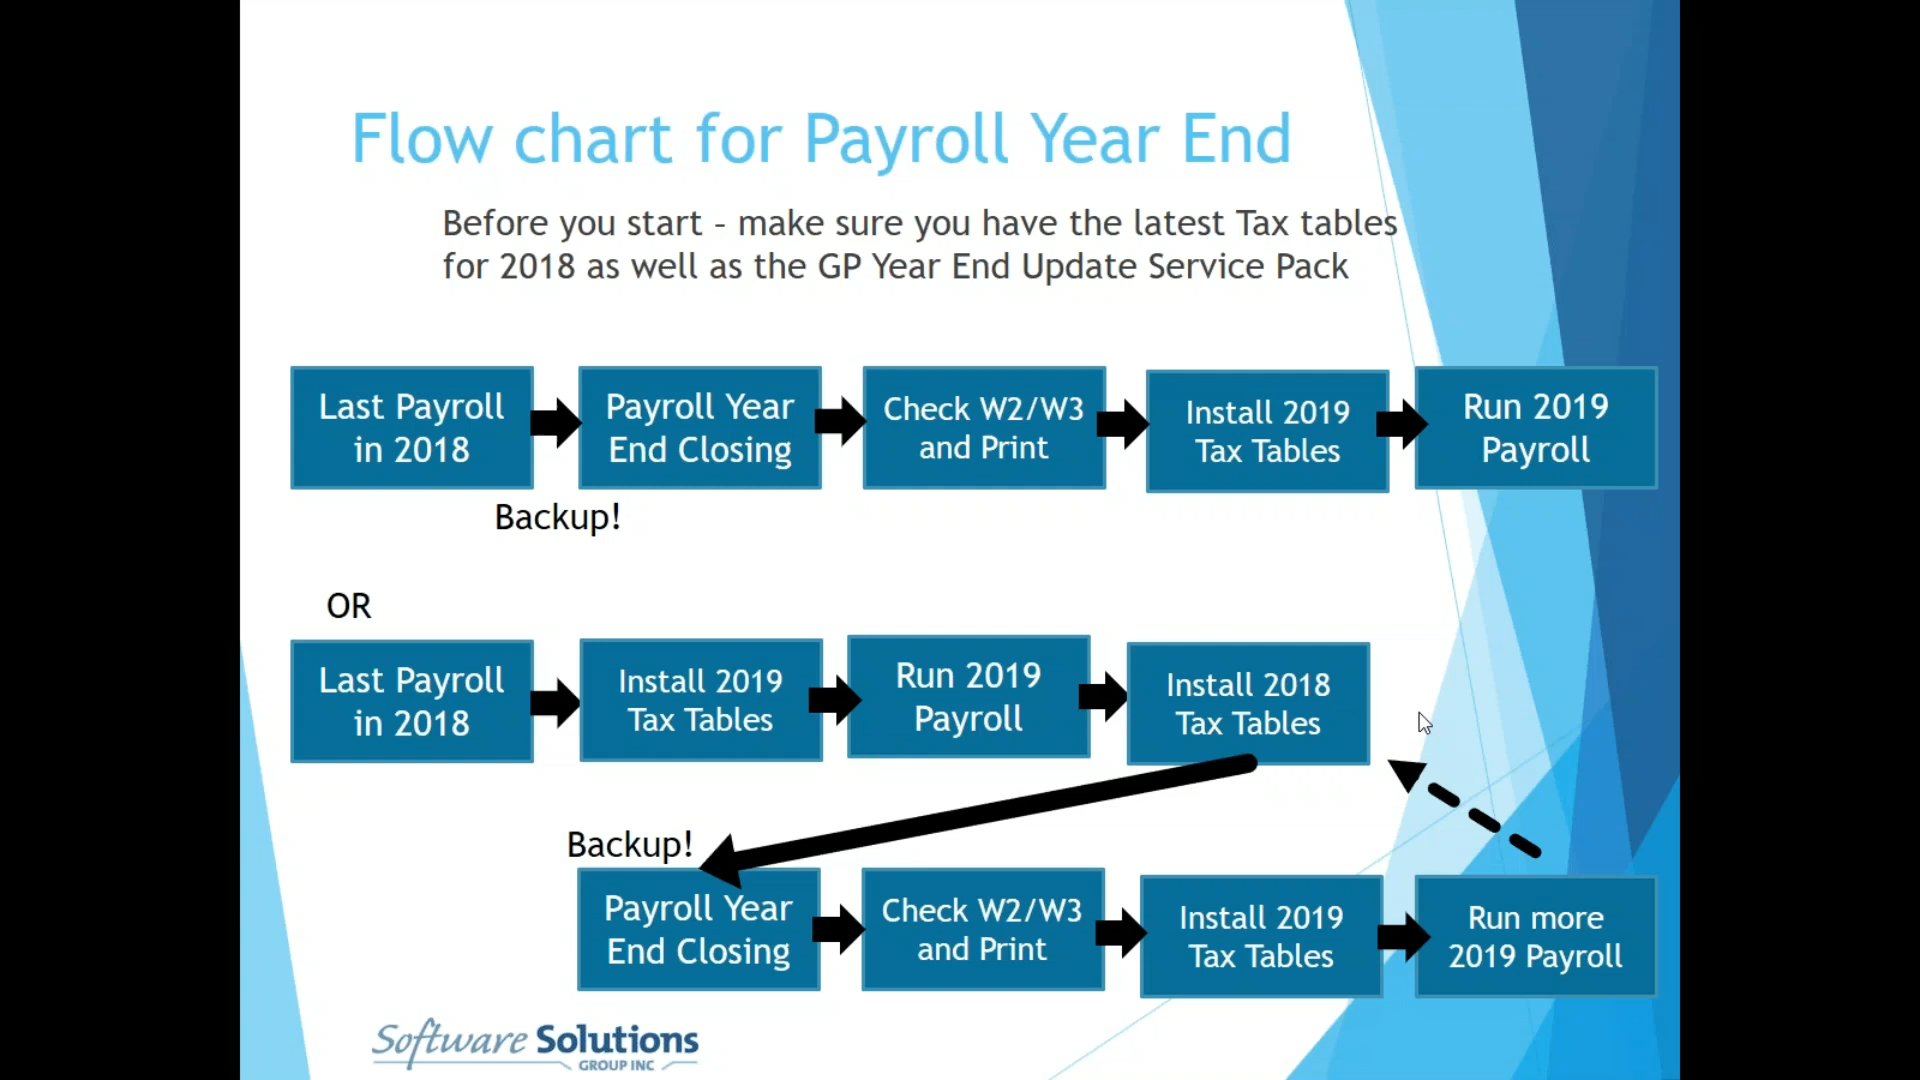 Flow chart for Payroll Year End
Before you start - make sure you have the latest Tax tables
for 2018 as well as the GP Year End Update Service Pack
Last Payroll
in 2018
Payroll Year
End Closing
Check W2/W3
and Print
Install 2019
Tax Tables
Run 2019
Payroll
Backup!
OR
Last Payroll
in 2018
Install 2019
Tax Tables
Run 2019
Payroll
Install 2018
Tax Tables
Backup!
Payroll Year
End Closing
Check W2/W3
and Print
Install 2019
Tax Tables
Run more
2019 Payroll
Software Solutions
GROUP INC